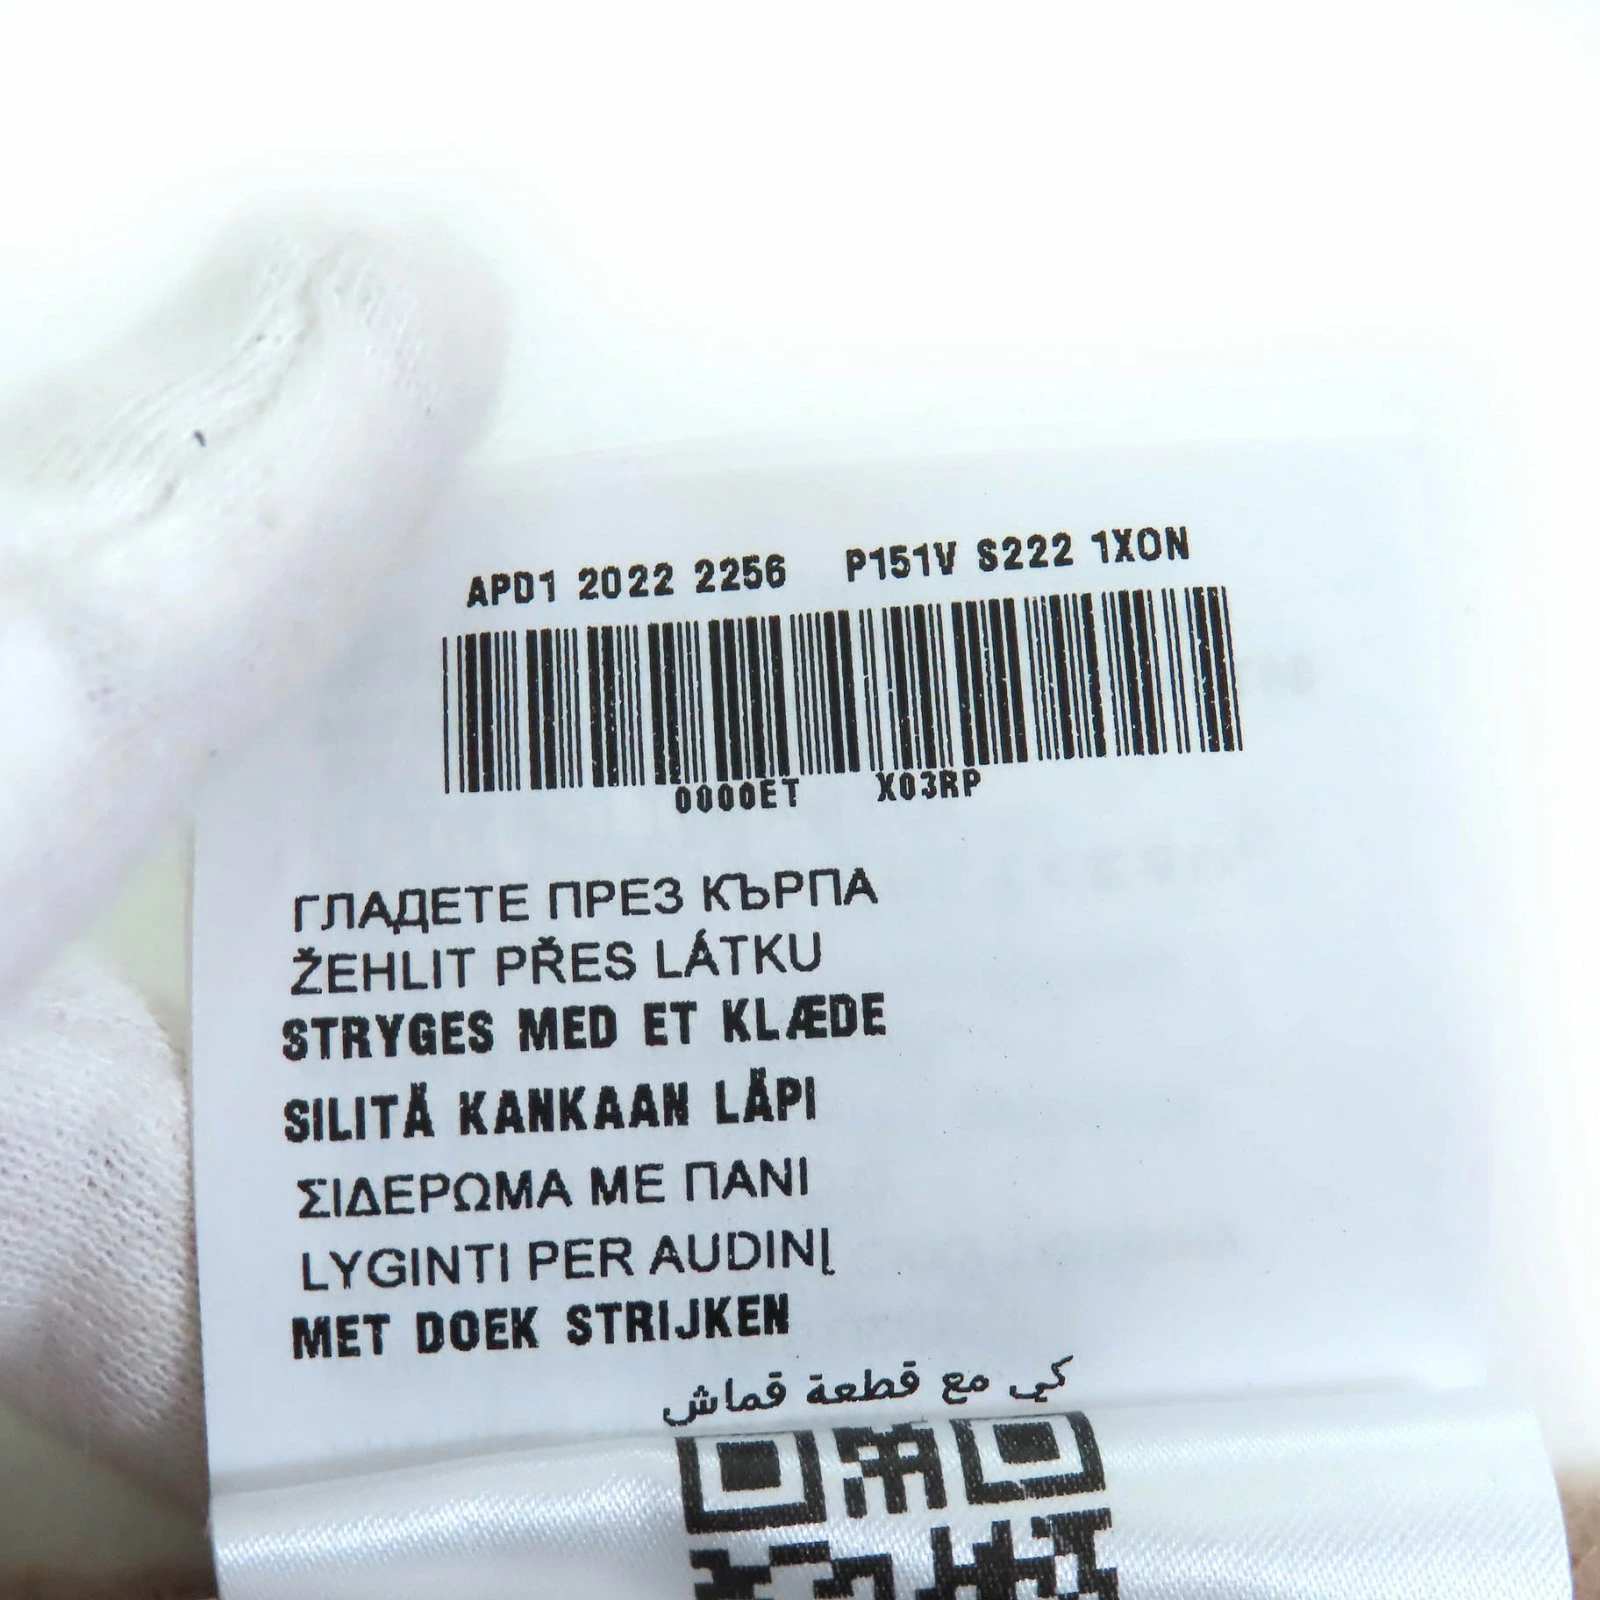 APD1 2022 2256 P151V S222 1XON
0000ET X03RP
ГЛАДЕТЕ ПРЕЗ КЪРПА
ŽEHLIT PŘES LÁTKU
STRYGES MED ET KLÆDE
SILITÄ KANKAAN LÄPI
ΣΙΔΕΡΩΜΑ ΜΕ ΠΑΝΙ
LYGINTI PER AUDINĮ
MET DOEK STRIJKEN
كي مع قطعة قماش